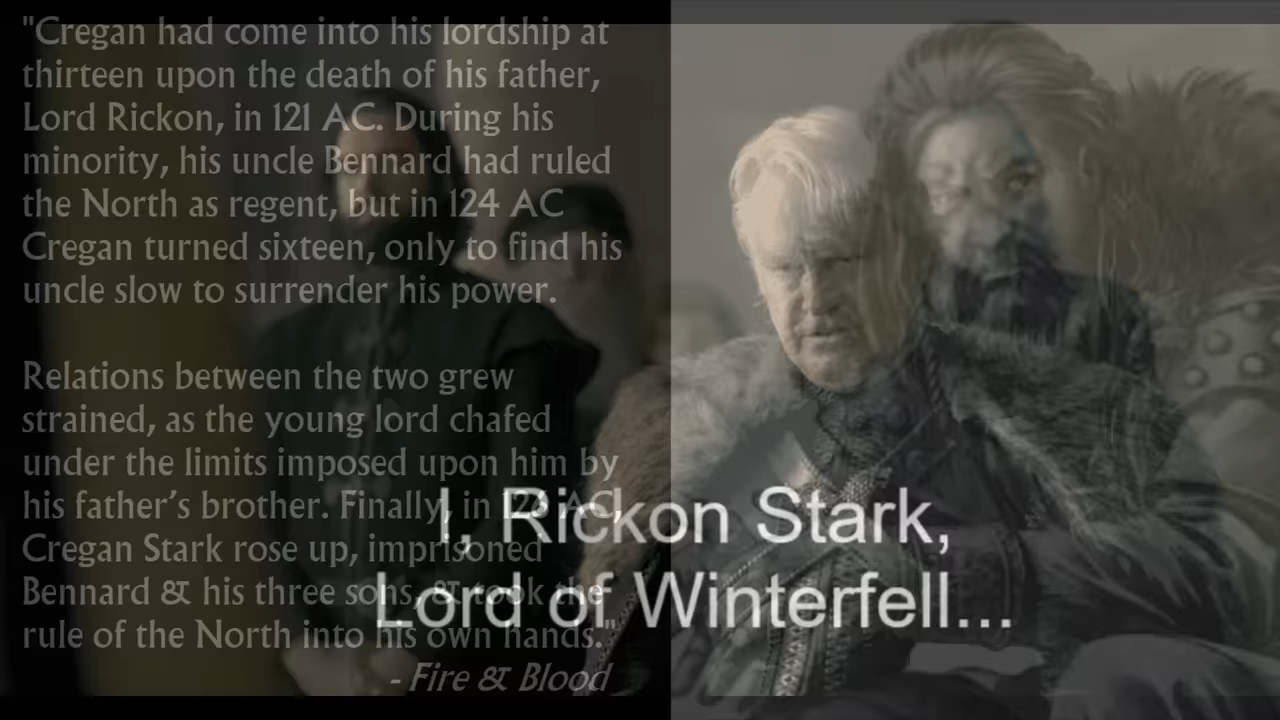 "Cregan had come into his lordship at
thirteen upon the death of his father,
Lord Rickon, in 121 AC. During his
minority, his uncle Bennard had ruled
the North as regent, but in 124 AC
Cregan turned sixteen, only to find his
uncle slow to surrender his power.
Relations between the two grew
strained, as the young lord chafed
under the limits imposed upon him by
his father's brother. Finally, in 126 AC,
Cregan Stark rose up, imprisoned
Bennard & his three sons, & took the
rule of the North into his own hands."
- Fire & Blood
I, Rickon Stark,
Lord of Winterfell...